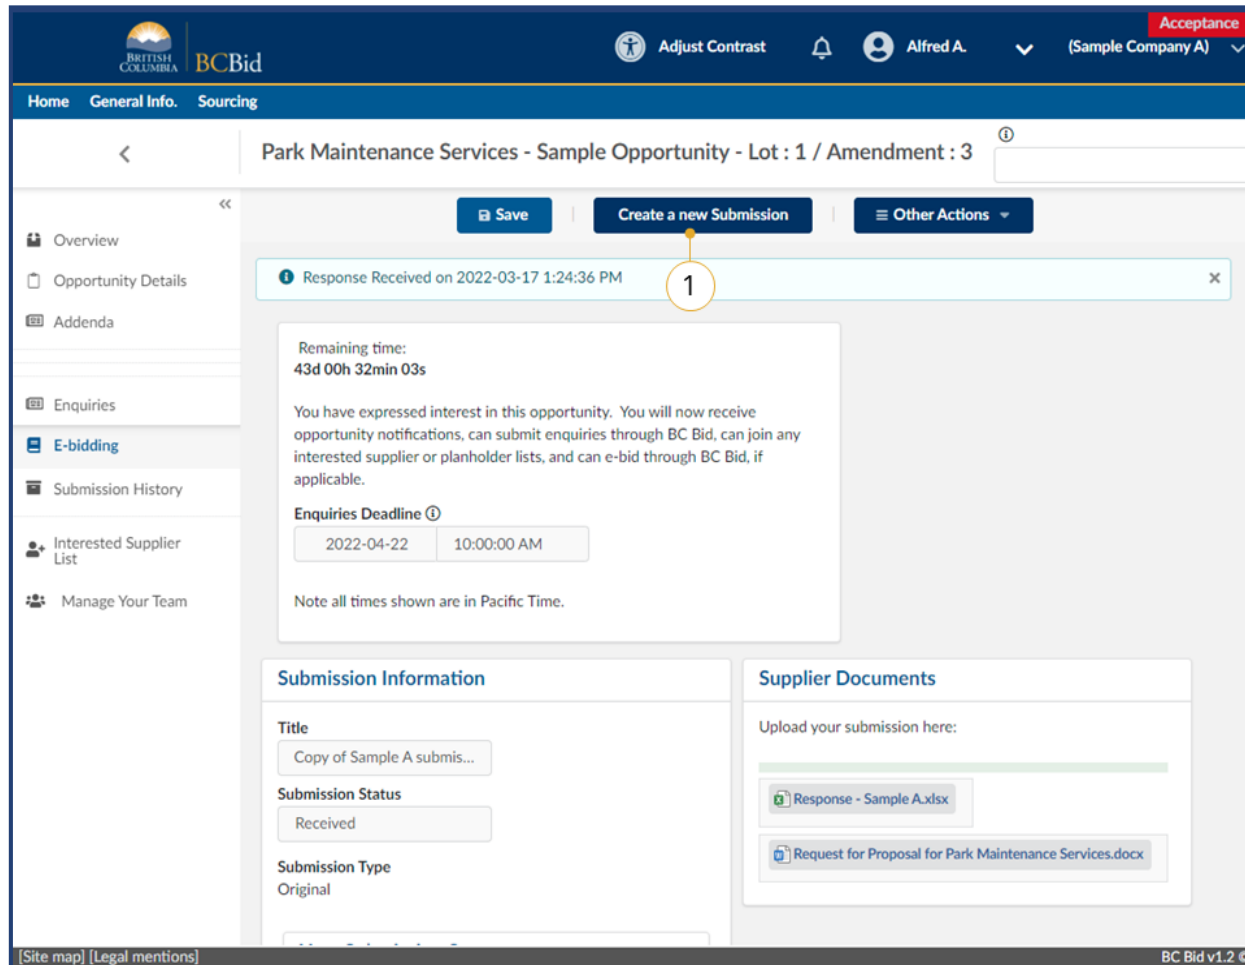 Acceptance
BRITISH COLUMBIA
BCBid
Adjust Contrast
Alfred A.
(Sample Company A)
Home General Info. Sourcing
Park Maintenance Services - Sample Opportunity - Lot : 1 / Amendment : 3
Save
Create a new Submission
Other Actions
Overview
Opportunity Details
Addenda
Enquiries
E-bidding
Submission History
Interested Supplier
List
Manage Your Team
Response Received on 2022-03-17 1:24:36 PM
1
Remaining time:
43d 00h 32min 03s
You have expressed interest in this opportunity. You will now receive
opportunity notifications, can submit enquiries through BC Bid, can join any
interested supplier or planholder lists, and can e-bid through BC Bid, if
applicable.
Enquiries Deadline
2022-04-22 10:00:00 AM
Note all times shown are in Pacific Time.
Submission Information
Title
Copy of Sample A submis...
Submission Status
Received
Submission Type
Original
Supplier Documents
Upload your submission here:
Response - Sample A.xlsx
Request for Proposal for Park Maintenance Services.docx
[Site map] [Legal mentions]
BC Bid v1.2 ©